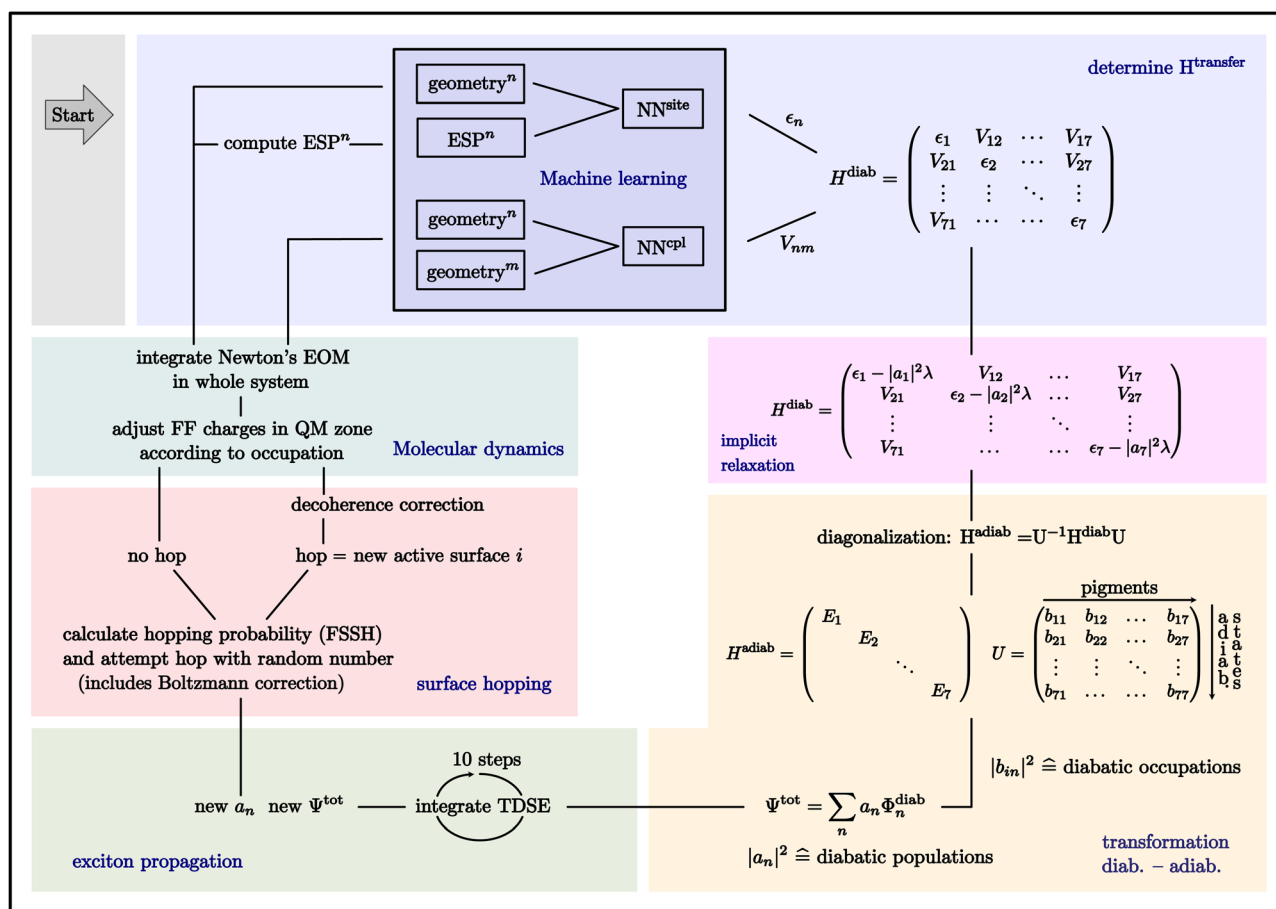 Start
determine H^transfer
geometry^n
ESP^n
NN^site
compute ESP^n
Machine learning
geometry^n
geometry^m
NN^cpl
ϵ_n
V_nm
H^diab =
ϵ_1 V_12 ⋯ V_17
V_21 ϵ_2 ⋯ V_27
⋮ ⋮ ⋱ ⋮
V_71 ⋯ ⋯ ϵ_7
integrate Newton's EOM
in whole system
adjust FF charges in QM zone
according to occupation
Molecular dynamics
H^diab =
ϵ_1 − |a_1|^2λ V_12 … V_17
V_21 ϵ_2 − |a_2|^2λ … V_27
⋮ ⋮ ⋱ ⋮
V_71 … … ϵ_7 − |a_7|^2λ
implicit
relaxation
decoherence correction
no hop
hop = new active surface i
calculate hopping probability (FSSH)
and attempt hop with random number
(includes Boltzmann correction)
surface hopping
diagonalization: H^adiab =U^−1H^diabU
H^adiab =
E_1
E_2
⋱
E_7
pigments
U =
b_11 b_12 … b_17
b_21 b_22 … b_27
⋮ ⋮ ⋱ ⋮
b_71 … … b_77
adiab.
states
|b_in|^2 ≙ diabatic occupations
10 steps
new a_n new Ψ^tot
integrate TDSE
exciton propagation
Ψ^tot = ∑_n a_nΦ_n^diab
|a_n|^2 ≙ diabatic populations
transformation
diab. – adiab.